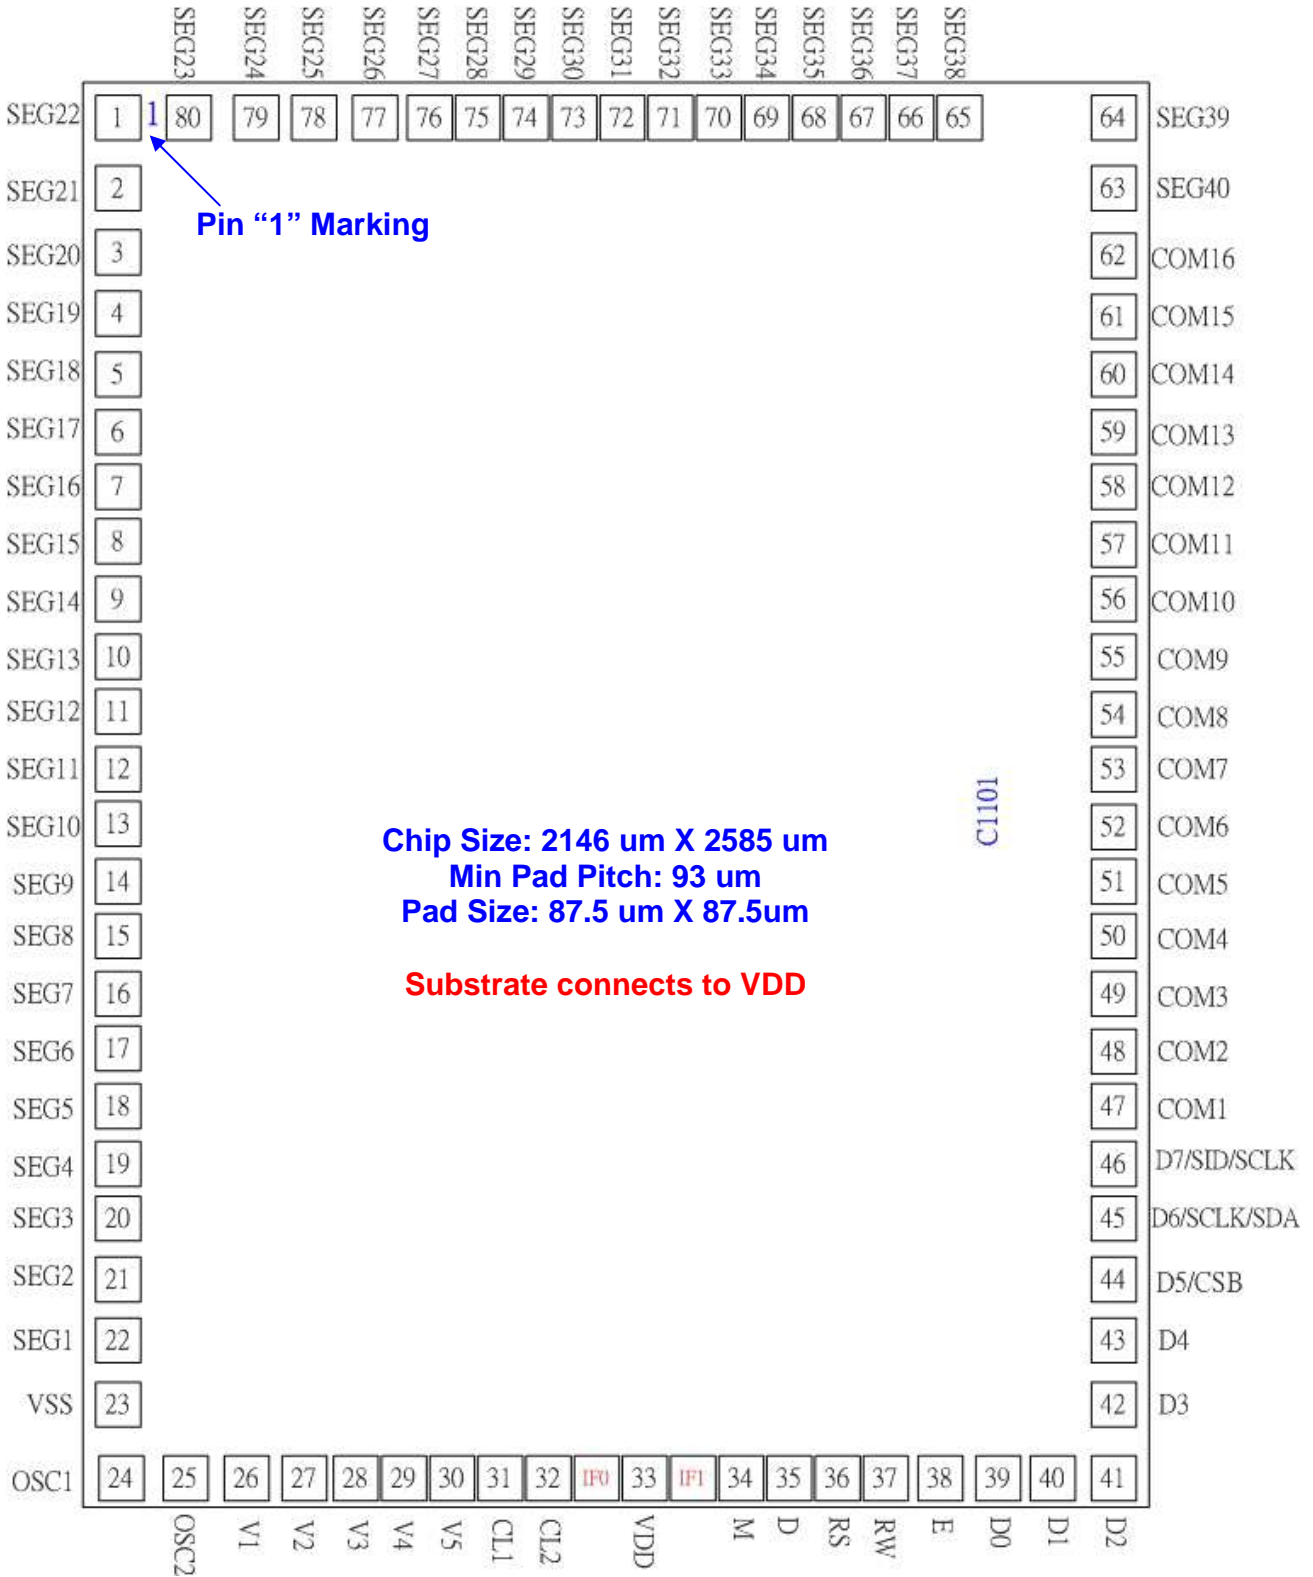 SEG23 SEG24 SEG25 SEG26 SEG27 SEG28 SEG29 SEG30 SEG31 SEG32 SEG33 SEG34 SEG35 SEG36 SEG37 SEG38
SEG22 1 1 80 79 78 77 76 75 74 73 72 71 70 69 68 67 66 65 64 SEG39
SEG21 2 63 SEG40
Pin “1” Marking
SEG20 3 62 COM16
SEG19 4 61 COM15
SEG18 5 60 COM14
SEG17 6 59 COM13
SEG16 7 58 COM12
SEG15 8 57 COM11
SEG14 9 56 COM10
SEG13 10 55 COM9
SEG12 11 54 COM8
SEG11 12 53 COM7
C1101
SEG10 13 52 COM6
Chip Size: 2146 um X 2585 um
Min Pad Pitch: 93 um
SEG9 14 51 COM5
Pad Size: 87.5 um X 87.5um
SEG8 15 50 COM4
Substrate connects to VDD
SEG7 16 49 COM3
SEG6 17 48 COM2
SEG5 18 47 COM1
SEG4 19 46 D7/SID/SCLK
SEG3 20 45 D6/SCLK/SDA
SEG2 21 44 D5/CSB
SEG1 22 43 D4
VSS 23 42 D3
OSC1 24 25 26 27 28 29 30 31 32 IF0 33 IF1 34 35 36 37 38 39 40 41
OSC2 V1 V2 V3 V4 V5 CL1 CL2 VDD M D RS RW E D0 D1 D2